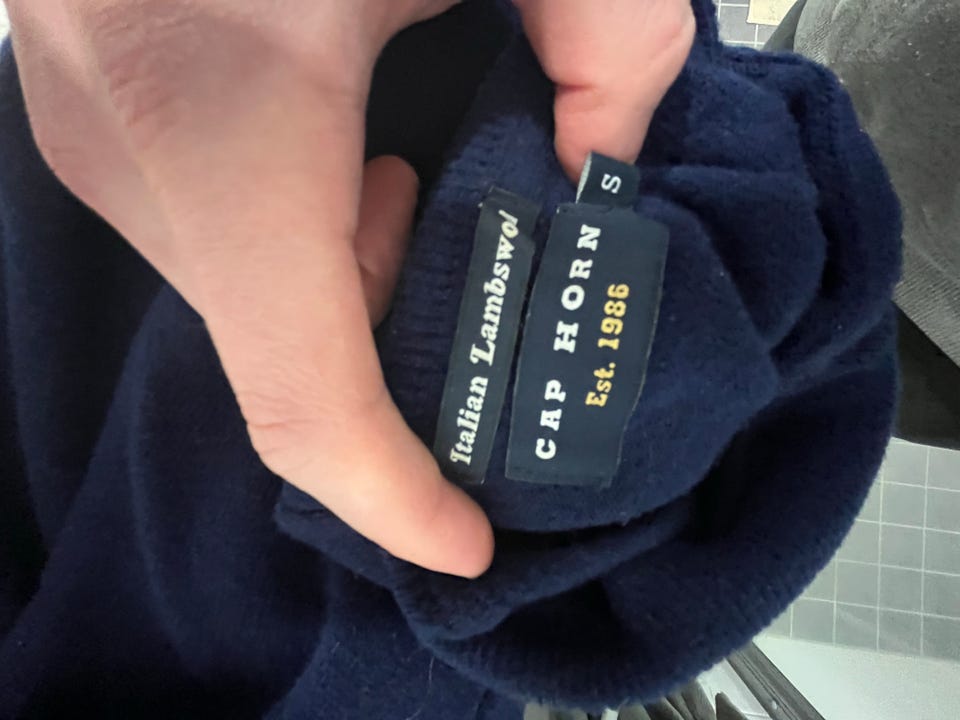 S
CAP HORN
Est. 1986
Italian Lambswol